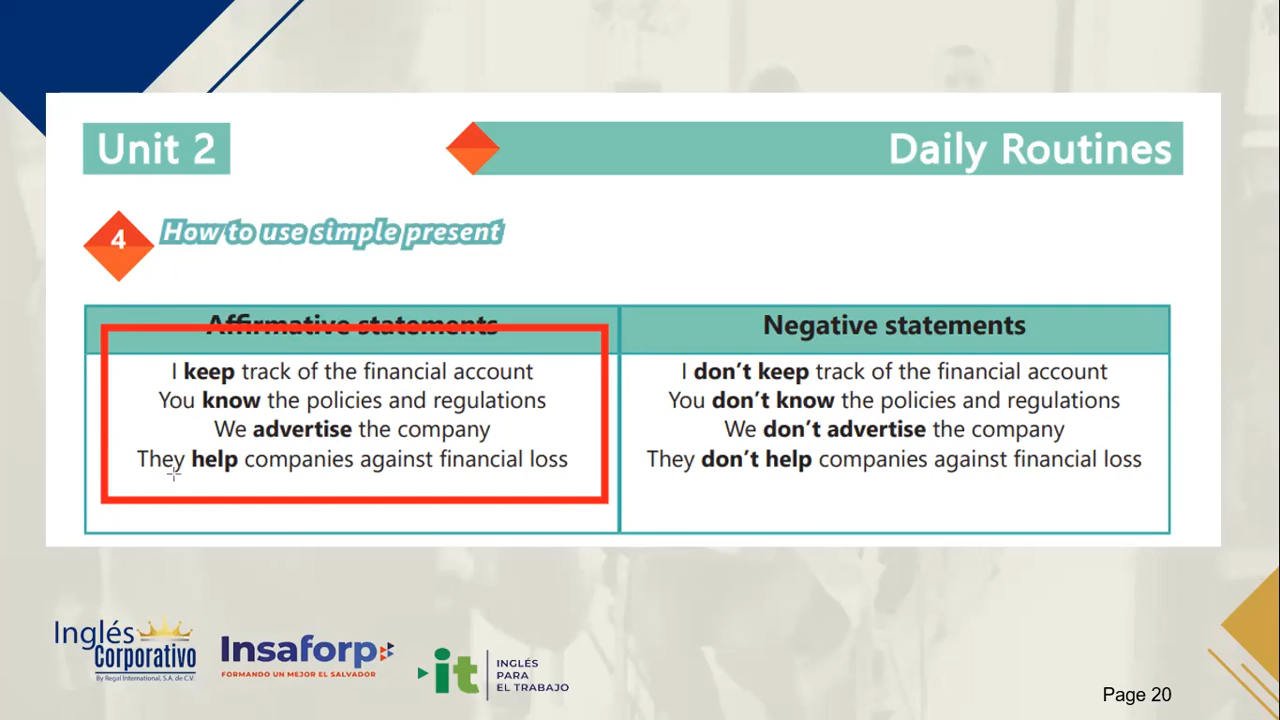 Unit 2
Daily Routines
4
How to use simple present
Affirmative statements
Negative statements
I keep track of the financial account
You know the policies and regulations
We advertise the company
They help companies against financial loss
I don't keep track of the financial account
You don't know the policies and regulations
We don't advertise the company
They don't help companies against financial loss
Inglés
Corporativo
By Regal International, S.A. de C.V.
Insaforp
FORMANDO UN MEJOR EL SALVADOR
it
INGLÉS
PARA
EL TRABAJO
Page 20